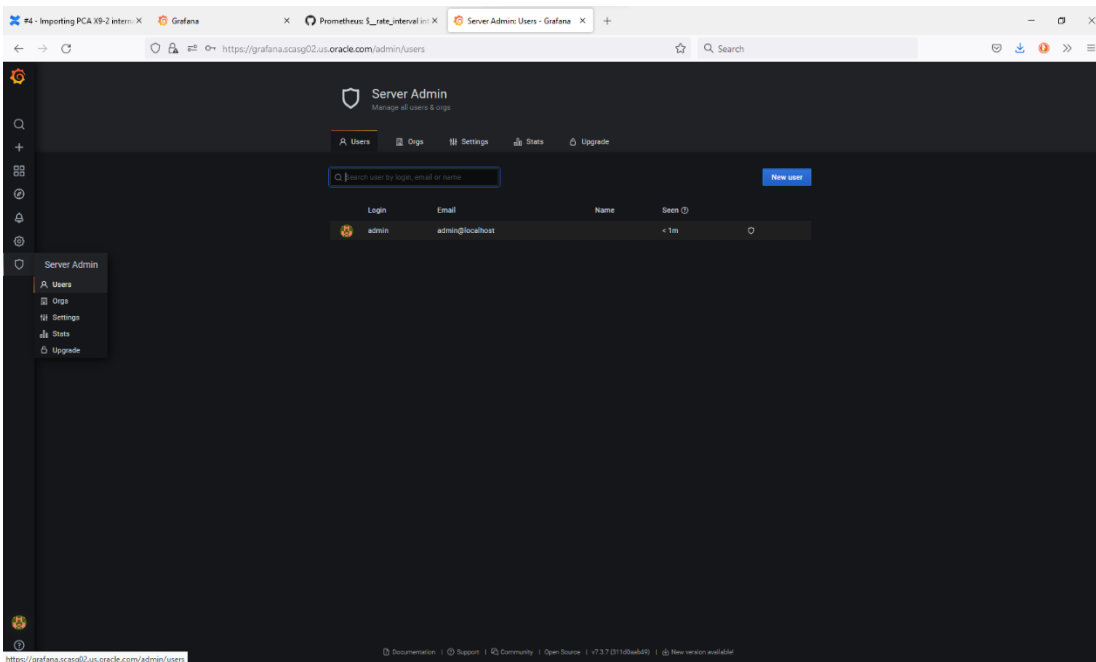 #4 - Importing PCA X9-2 intern
Grafana
Prometheus: $__rate_interval int
Server Admin: Users - Grafana
https://grafana.scasg02.us.oracle.com/admin/users
Search
Server Admin
Manage all users & orgs
Users Orgs Settings Stats Upgrade
Search user by login, email or name
New user
Login Email Name Seen
admin admin@localhost < 1m
Server Admin
Users
Orgs
Settings
Stats
Upgrade
Documentation | Support | Community | Open Source | v7.3.7 (311d0aab49) | New version available!
https://grafana.scasg02.us.oracle.com/admin/users